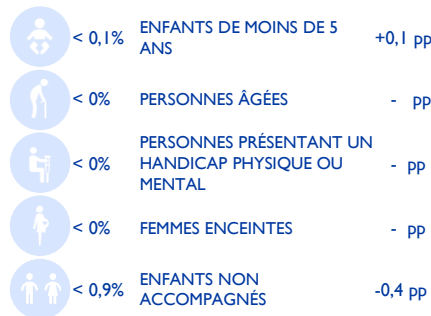 < 0,1% ENFANTS DE MOINS DE 5 ANS +0,1 pp
< 0% PERSONNES ÂGÉES - pp
< 0% PERSONNES PRÉSENTANT UN HANDICAP PHYSIQUE OU MENTAL - pp
< 0% FEMMES ENCEINTES - pp
< 0,9% ENFANTS NON ACCOMPAGNÉS -0,4 pp